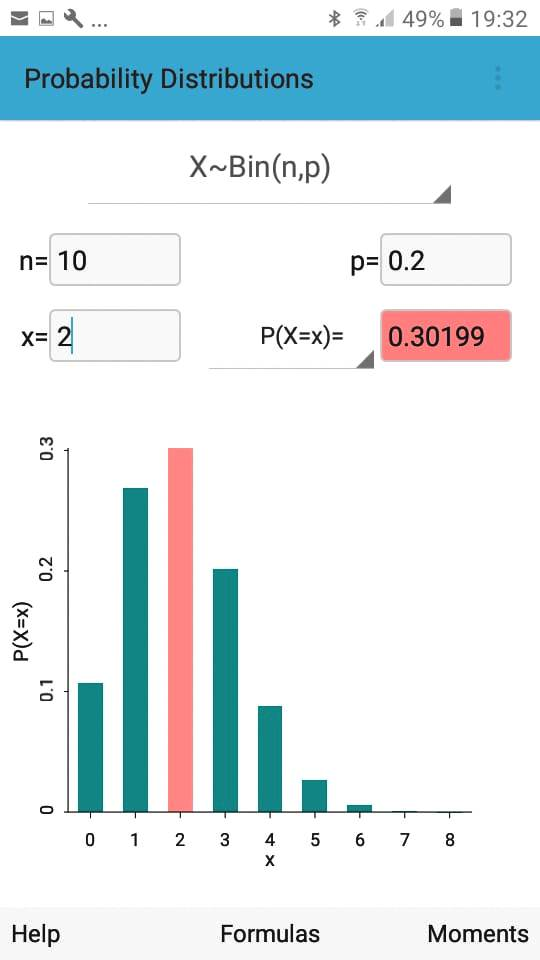 ... 49% 19:32
Probability Distributions
X~Bin(n,p)
n= 10 p= 0.2
x= 2 P(X=x)= 0.30199
0.3
0.2
0.1
0
P(X=x)
0 1 2 3 4 5 6 7 8
x
Help Formulas Moments